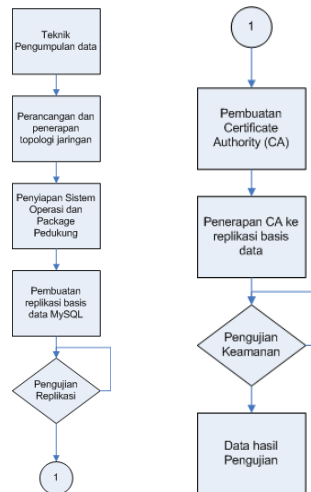 Teknik
Pengumpulan data
Perancangan dan
penerapan
topologi jaringan
Penyiapan Sistem
Operasi dan
Package
Pedukung
Pembuatan
replikasi basis
data MySQL
Pengujian
Replikasi
1
1
Pembuatan
Certificate
Authority (CA)
Penerapan CA ke
replikasi basis
data
Pengujian
Keamanan
Data hasil
Pengujian